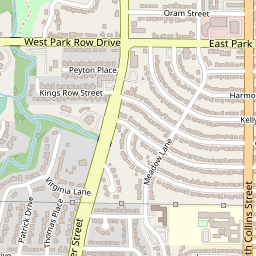 Oram Street
West Park Row Drive
East Park
Peyton Place
Kings Row Street
Harmo
Kelly
Meadow Lane
Virginia Lane
Patrick Drive
Thomas Place
er Street
th Collins Street